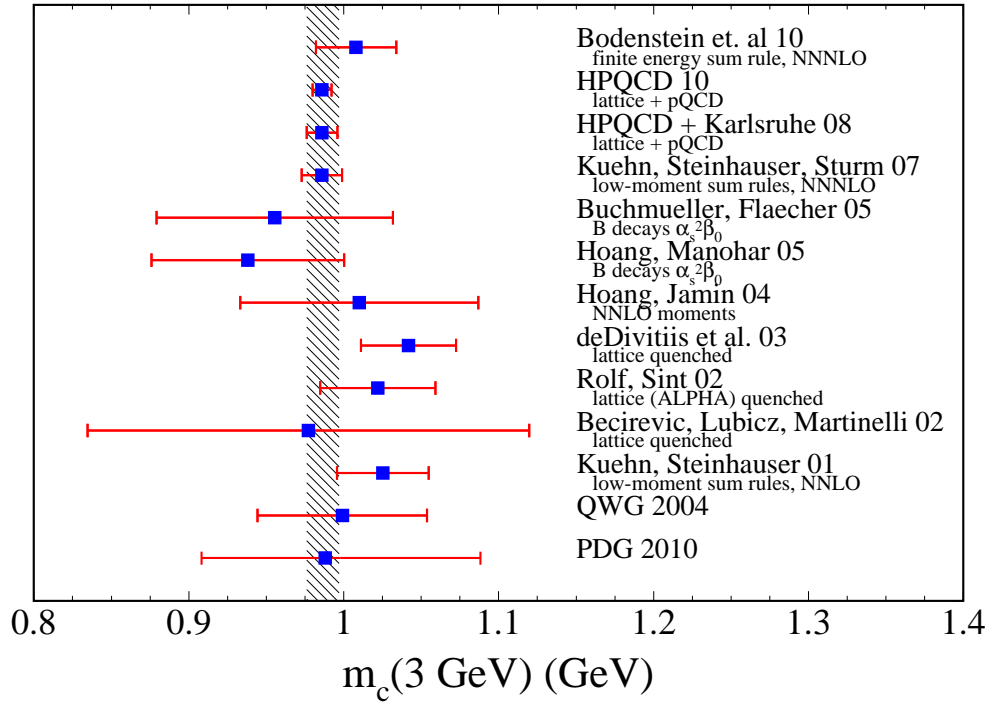 Bodenstein et. al 10
finite energy sum rule, NNNLO
HPQCD 10
lattice + pQCD
HPQCD + Karlsruhe 08
lattice + pQCD
Kuehn, Steinhauser, Sturm 07
low-moment sum rules, NNNLO
Buchmueller, Flaecher 05
B decays αₛ²β₀
Hoang, Manohar 05
B decays αₛ²β₀
Hoang, Jamin 04
NNLO moments
deDivitiis et al. 03
lattice quenched
Rolf, Sint 02
lattice (ALPHA) quenched
Becirevic, Lubicz, Martinelli 02
lattice quenched
Kuehn, Steinhauser 01
low-moment sum rules, NNLO
QWG 2004
PDG 2010
0.8 0.9 1 1.1 1.2 1.3 1.4
m_c(3 GeV) (GeV)